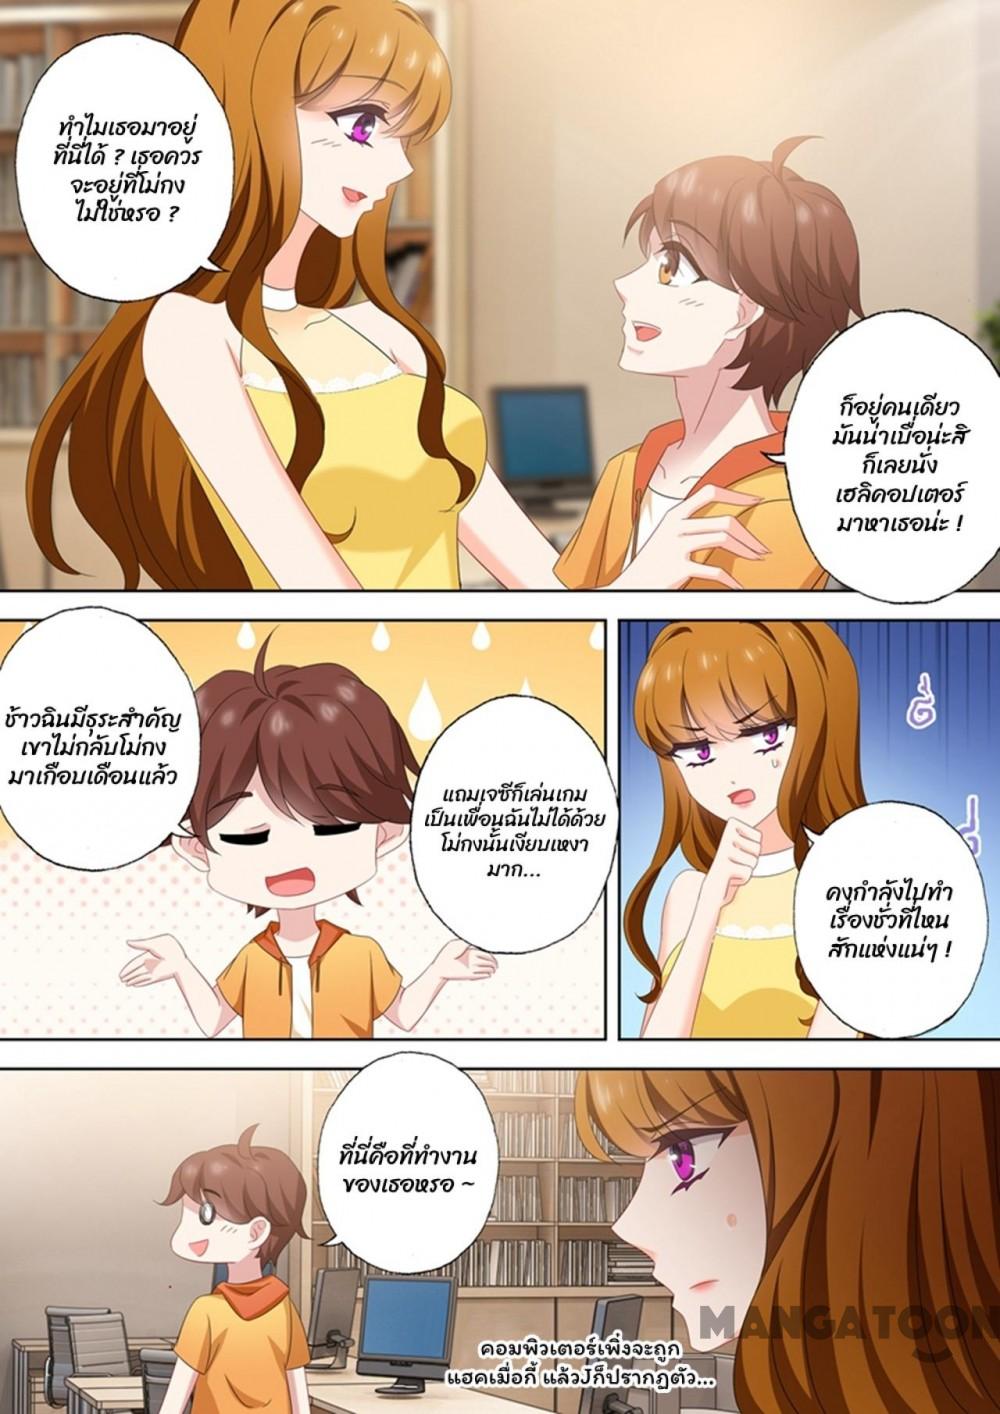 ทำไมเธอมาอยู่
ที่นี่ได้ ? เธอควร
จะอยู่ที่โม่กง
ไม่ใช่หรอ ?
ก็อยู่คนเดียว
มันน่าเบื่อน่ะสิ
ก็เลยนั่ง
เฮลิคอปเตอร์
มาหาเธอน่ะ !
ช้าวฉินมีธุระสำคัญ
เขาไม่กลับโม่กง
มาเกือบเดือนแล้ว
แถมเจซีก็เล่นเกม
เป็นเพื่อนฉันไม่ได้ด้วย
โม่กงนั้นเงียบเหงา
มาก...
คงกำลังไปทำ
เรื่องชั่วที่ไหน
สักแห่งแน่ๆ !
ที่นี่คือที่ทำงาน
ของเธอหรอ ~
MANGATOON
คอมพิวเตอร์เพิ่งจะถูก
แฮคเมื่อกี้ แล้วJก็ปรากฏตัว...